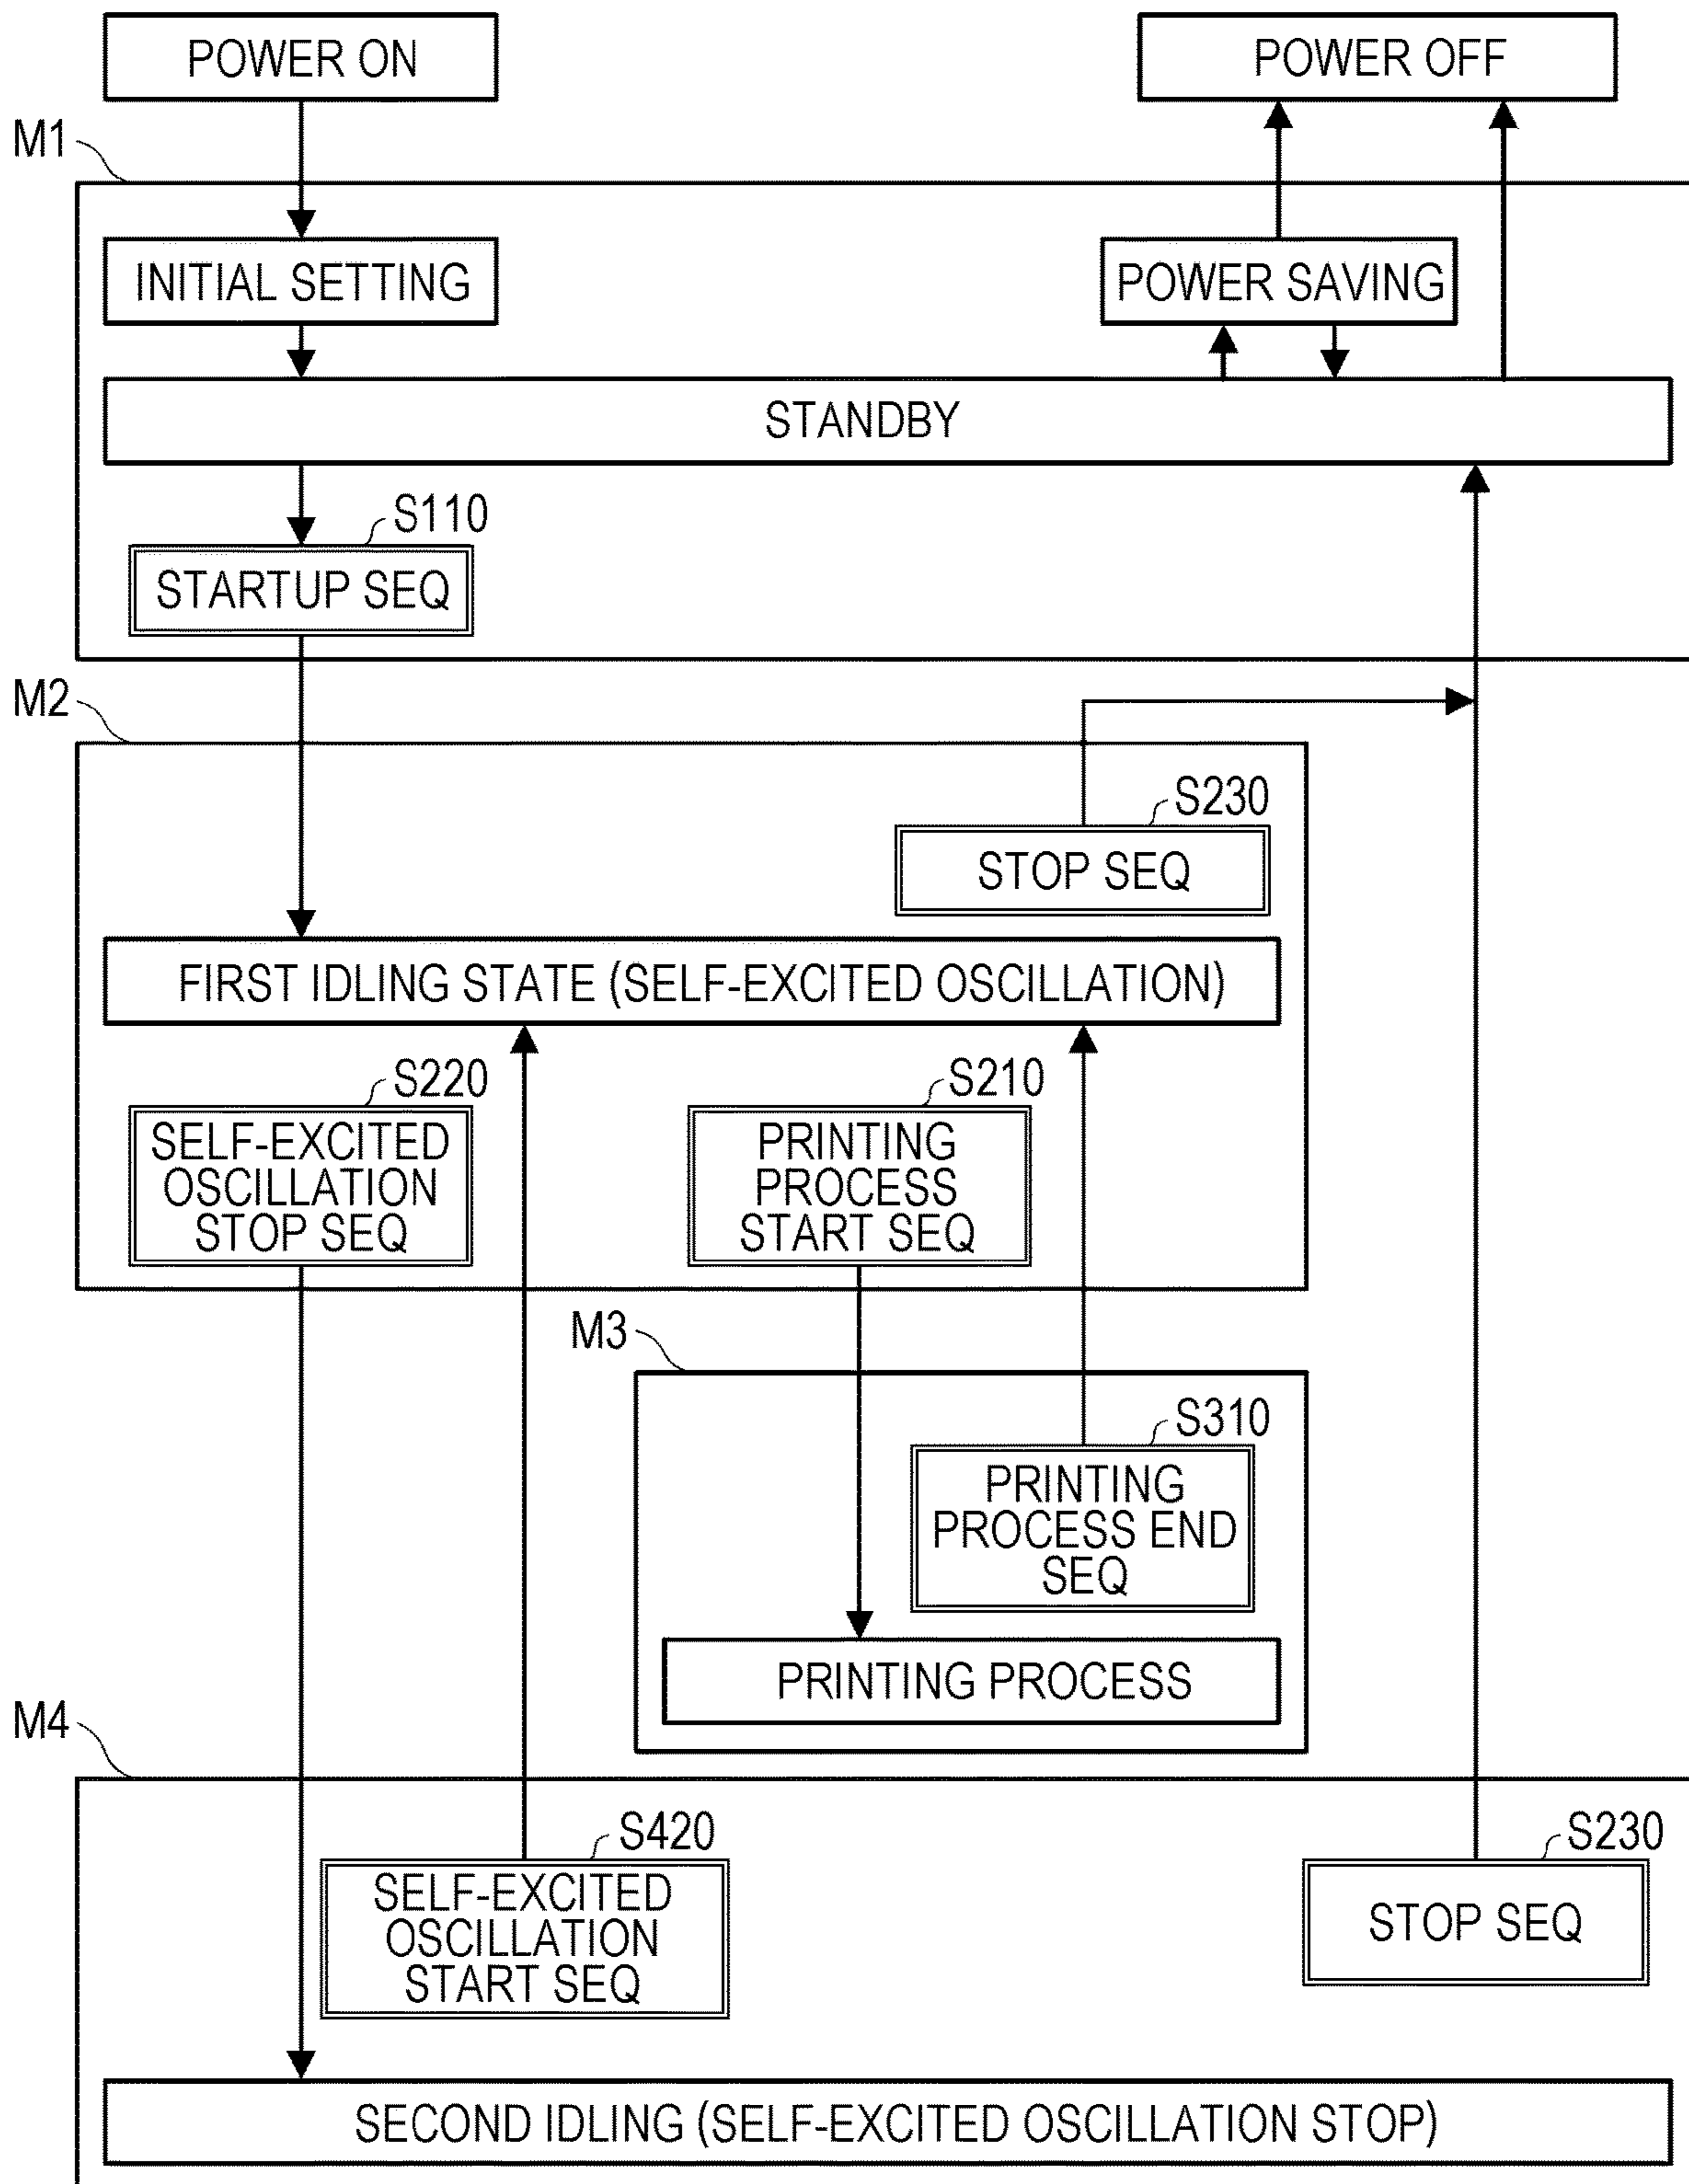 POWER ON
POWER OFF
M1
INITIAL SETTING
POWER SAVING
STANDBY
S110
STARTUP SEQ
M2
S230
STOP SEQ
FIRST IDLING STATE (SELF-EXCITED OSCILLATION)
S220
SELF-EXCITED
OSCILLATION
STOP SEQ
S210
PRINTING
PROCESS
START SEQ
M3
S310
PRINTING
PROCESS END
SEQ
PRINTING PROCESS
M4
S420
SELF-EXCITED
OSCILLATION
START SEQ
S230
STOP SEQ
SECOND IDLING (SELF-EXCITED OSCILLATION STOP)